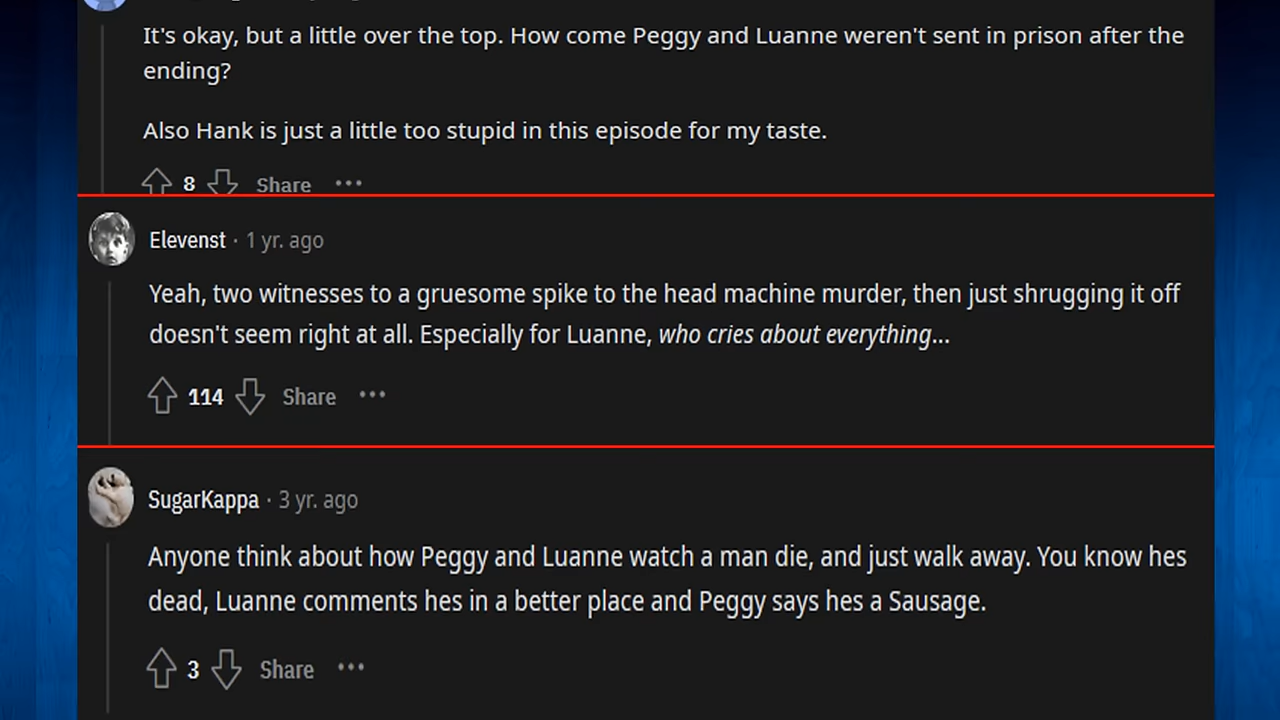 It's okay, but a little over the top. How come Peggy and Luanne weren't sent in prison after the
ending?
Also Hank is just a little too stupid in this episode for my taste.
8 Share ···
Elevenst · 1 yr. ago
Yeah, two witnesses to a gruesome spike to the head machine murder, then just shrugging it off
doesn't seem right at all. Especially for Luanne, who cries about everything...
114 Share ···
SugarKappa · 3 yr. ago
Anyone think about how Peggy and Luanne watch a man die, and just walk away. You know hes
dead, Luanne comments hes in a better place and Peggy says hes a Sausage.
3 Share ···